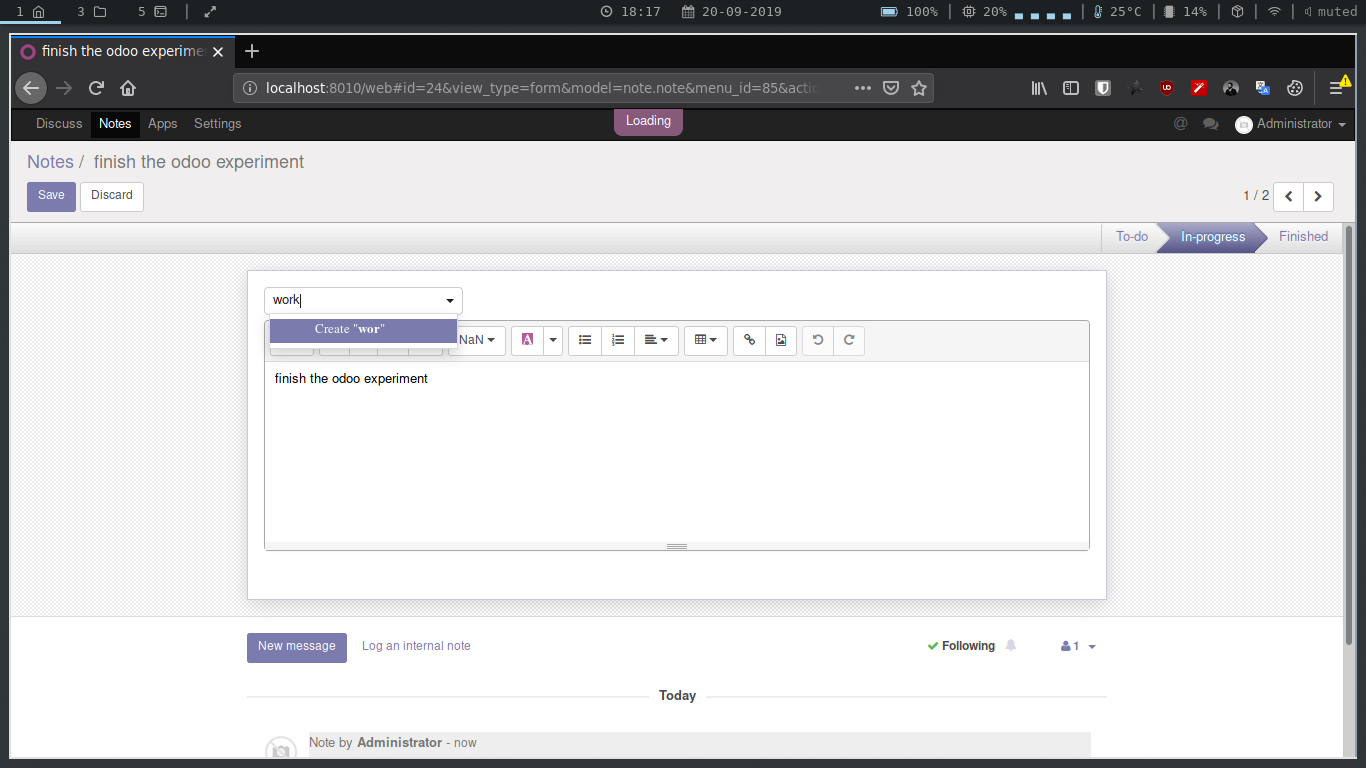 1 3 5 18:17 20-09-2019 100% 20% 25°C 14% muted
finish the odoo experime
localhost:8010/web#id=24&view_type=form&model=note.note&menu_id=85&actic
Discuss Notes Apps Settings Loading @ Administrator
Notes / finish the odoo experiment
Save Discard 1 / 2
To-do In-progress Finished
work
Create "wor"
NaN A
finish the odoo experiment
New message Log an internal note Following 1
Today
Note by Administrator - now